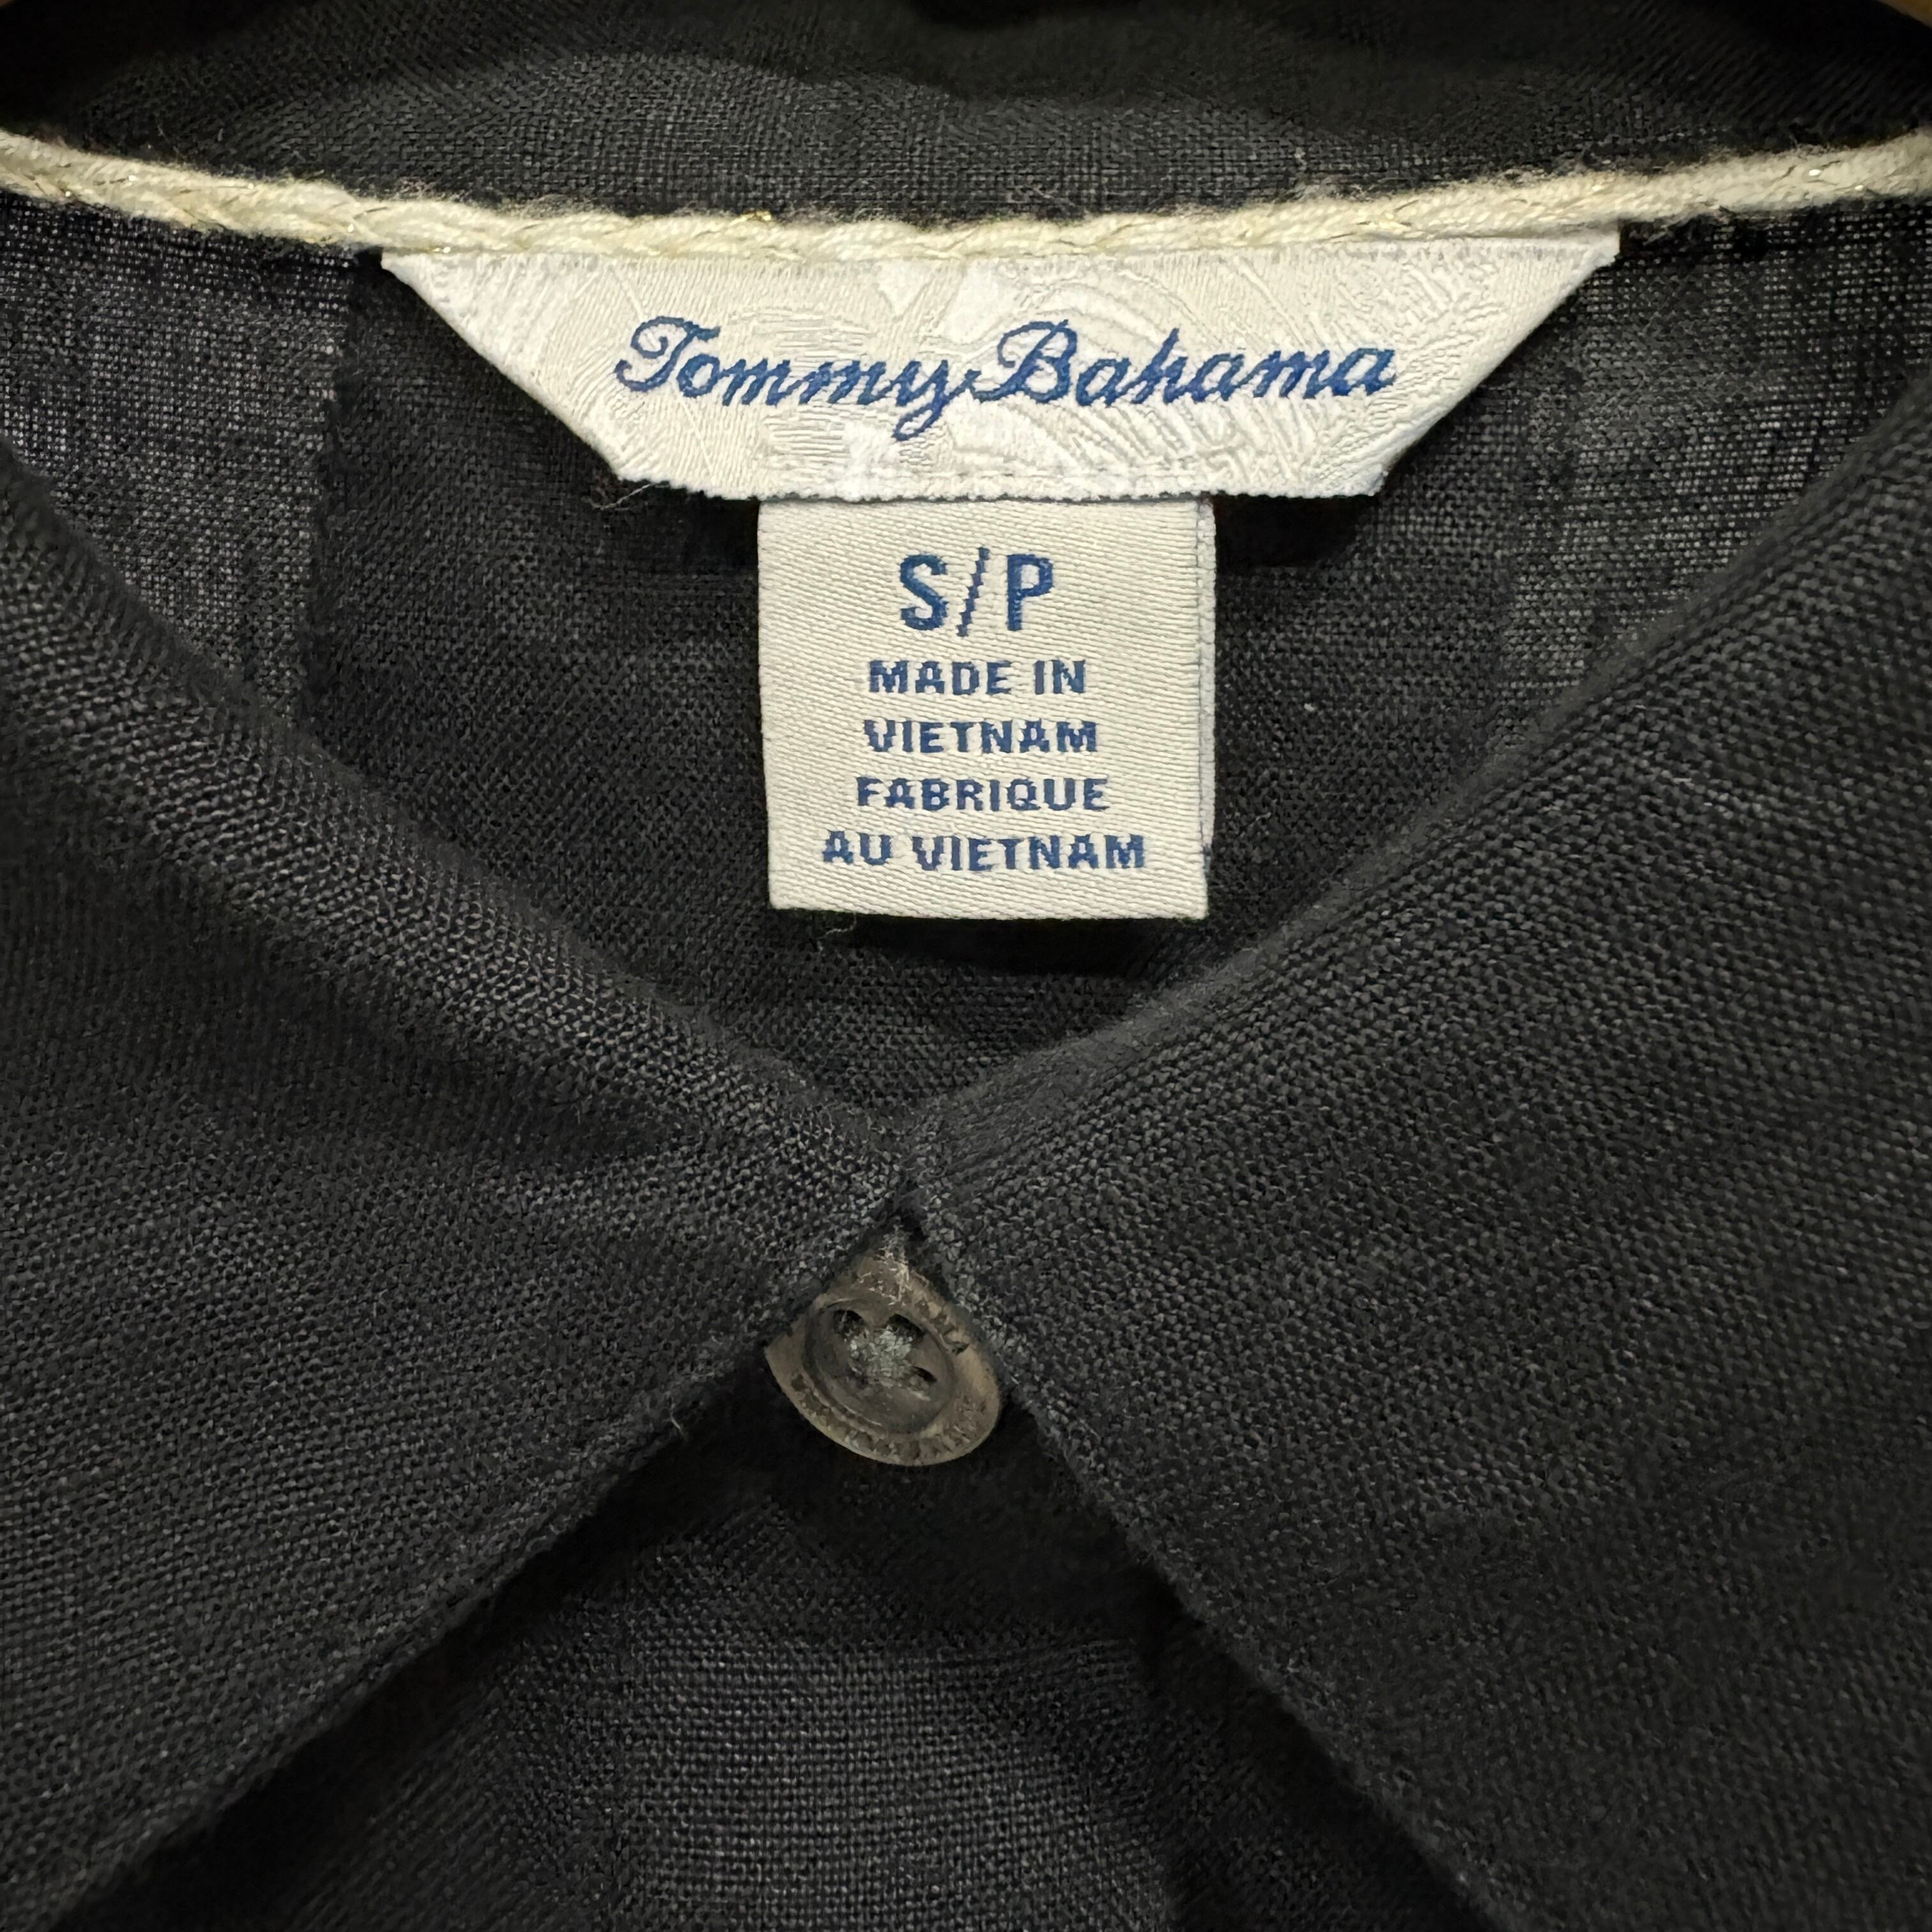 Tommy Bahama
S/P
MADE IN
VIETNAM
FABRIQUE
AU VIETNAM